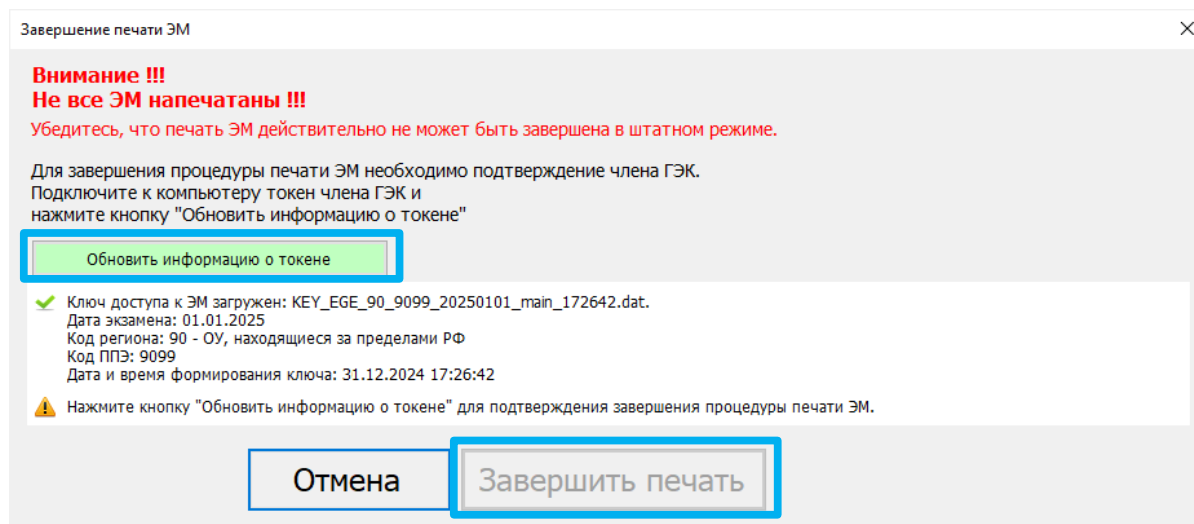 Завершение печати ЭМ
Внимание !!!
Не все ЭМ напечатаны !!!
Убедитесь, что печать ЭМ действительно не может быть завершена в штатном режиме.
Для завершения процедуры печати ЭМ необходимо подтверждение члена ГЭК.
Подключите к компьютеру токен члена ГЭК и
нажмите кнопку "Обновить информацию о токене"
Обновить информацию о токене
Ключ доступа к ЭМ загружен: KEY_EGE_90_9099_20250101_main_172642.dat.
Дата экзамена: 01.01.2025
Код региона: 90 - ОУ, находящиеся за пределами РФ
Код ППЭ: 9099
Дата и время формирования ключа: 31.12.2024 17:26:42
Нажмите кнопку "Обновить информацию о токене" для подтверждения завершения процедуры печати ЭМ.
Отмена Завершить печать